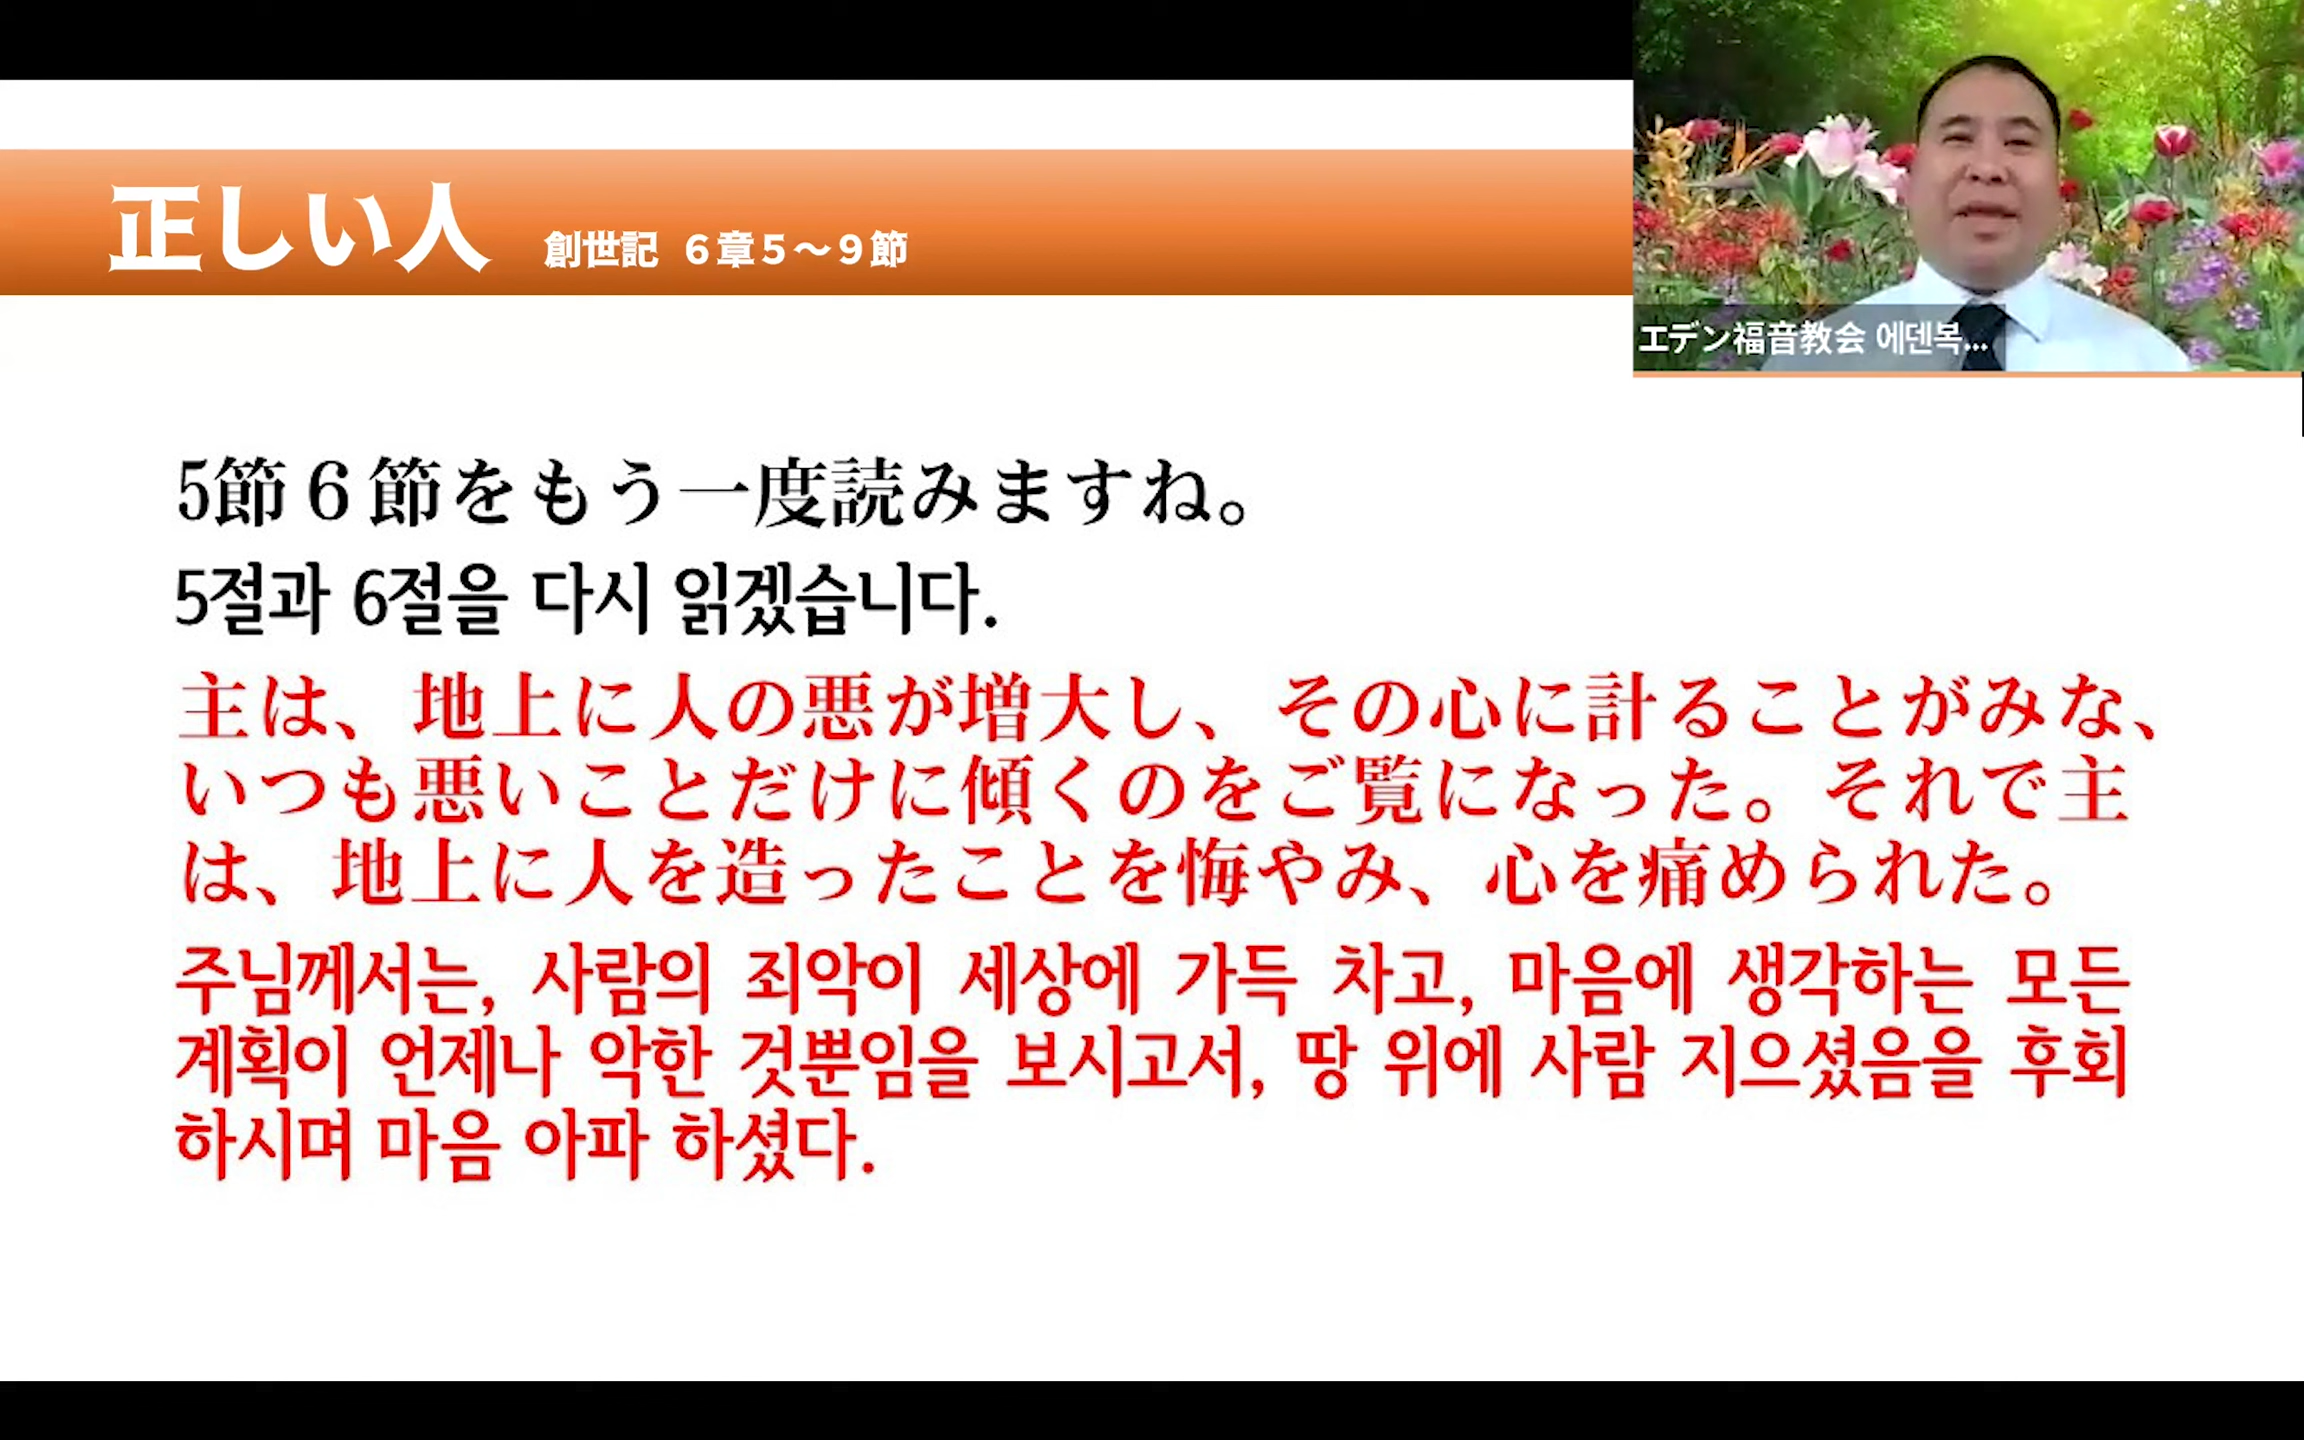 正しい人 創世記 ６章５～９節
エデン福音教会 에덴복...
5節６節をもう一度読みますね。
5절과 6절을 다시 읽겠습니다.
主は、地上に人の悪が増大し、その心に計ることがみな、
いつも悪いことだけに傾くのをご覧になった。それで主
は、地上に人を造ったことを悔やみ、心を痛められた。
주님께서는, 사람의 죄악이 세상에 가득 차고, 마음에 생각하는 모든
계획이 언제나 악한 것뿐임을 보시고서, 땅 위에 사람 지으셨음을 후회
하시며 마음 아파 하셨다.